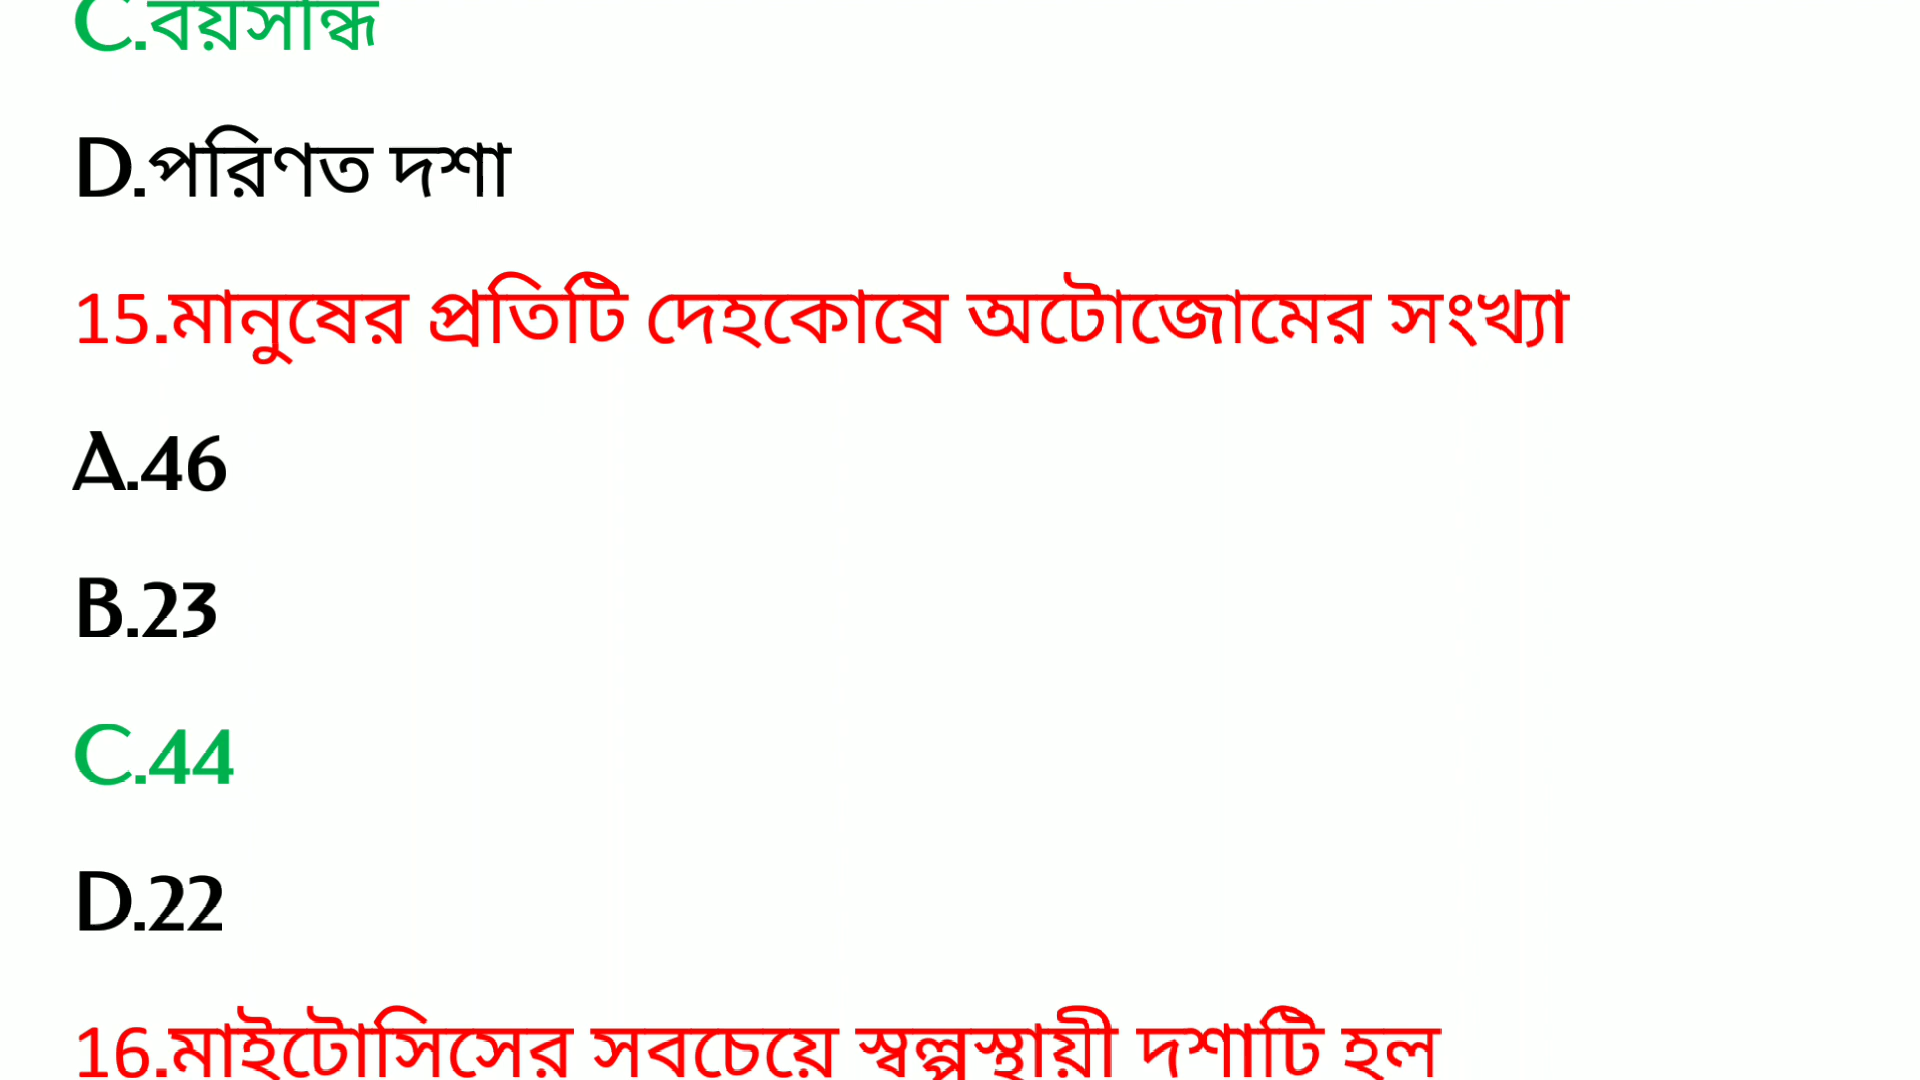 C.বয়সন্ধি
D.পরিণত দশা
15.মানুষের প্রতিটি দেহকোষে অটোজোমের সংখ্যা
A.46
B.23
C.44
D.22
16.মাইটোসিসের সবচেয়ে স্বল্পস্থায়ী দশাটি হল